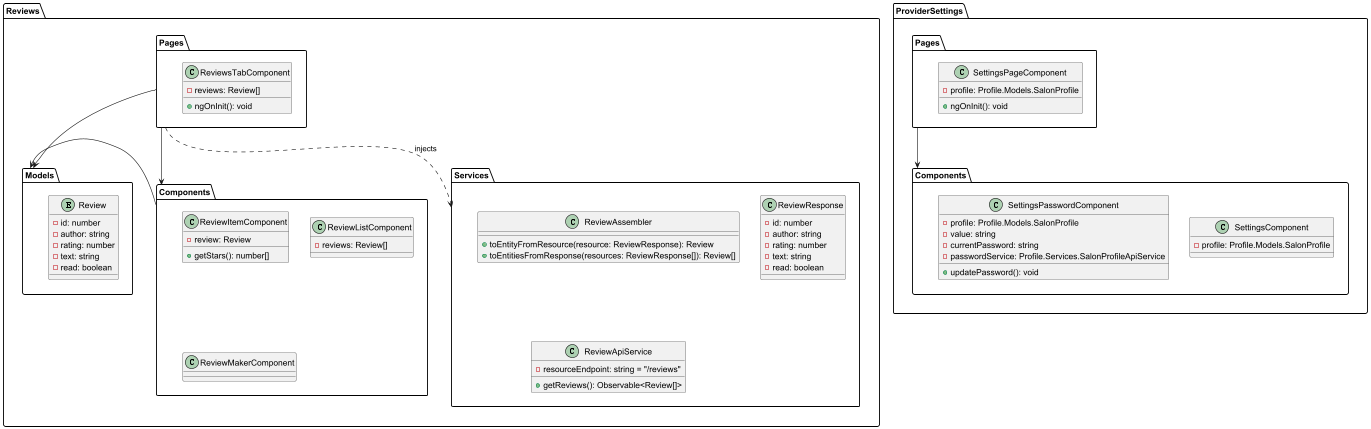 Reviews
Pages
C ReviewsTabComponent
reviews: Review[]
ngOnInit(): void
injects
Models
E Review
id: number
author: string
rating: number
text: string
read: boolean
Components
C ReviewItemComponent
review: Review
getStars(): number[]
C ReviewListComponent
reviews: Review[]
C ReviewMakerComponent
Services
C ReviewAssembler
toEntityFromResource(resource: ReviewResponse): Review
toEntitiesFromResponse(resources: ReviewResponse[]): Review[]
C ReviewResponse
id: number
author: string
rating: number
text: string
read: boolean
C ReviewApiService
resourceEndpoint: string = "/reviews"
getReviews(): Observable<Review[]>
ProviderSettings
Pages
C SettingsPageComponent
profile: Profile.Models.SalonProfile
ngOnInit(): void
Components
C SettingsPasswordComponent
profile: Profile.Models.SalonProfile
value: string
currentPassword: string
passwordService: Profile.Services.SalonProfileApiService
updatePassword(): void
C SettingsComponent
profile: Profile.Models.SalonProfile